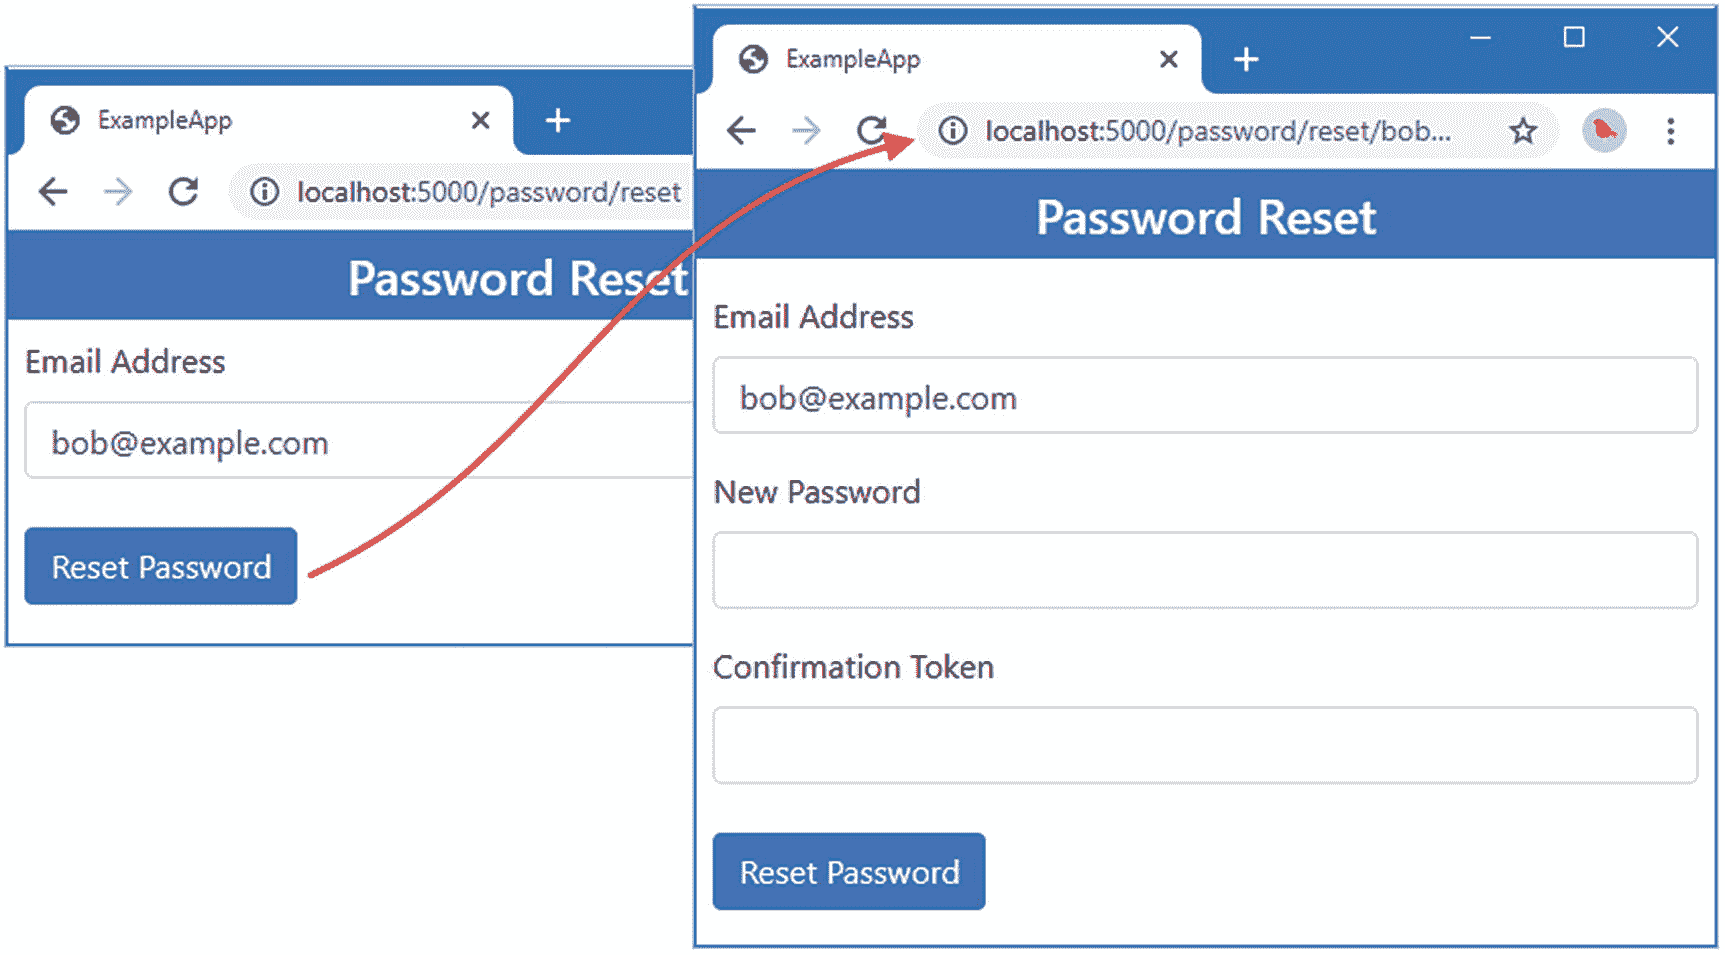 ExampleApp
localhost:5000/password/reset
Password Reset
Email Address
bob@example.com
Reset Password
ExampleApp
localhost:5000/password/reset/bob...
Password Reset
Email Address
bob@example.com
New Password
Confirmation Token
Reset Password